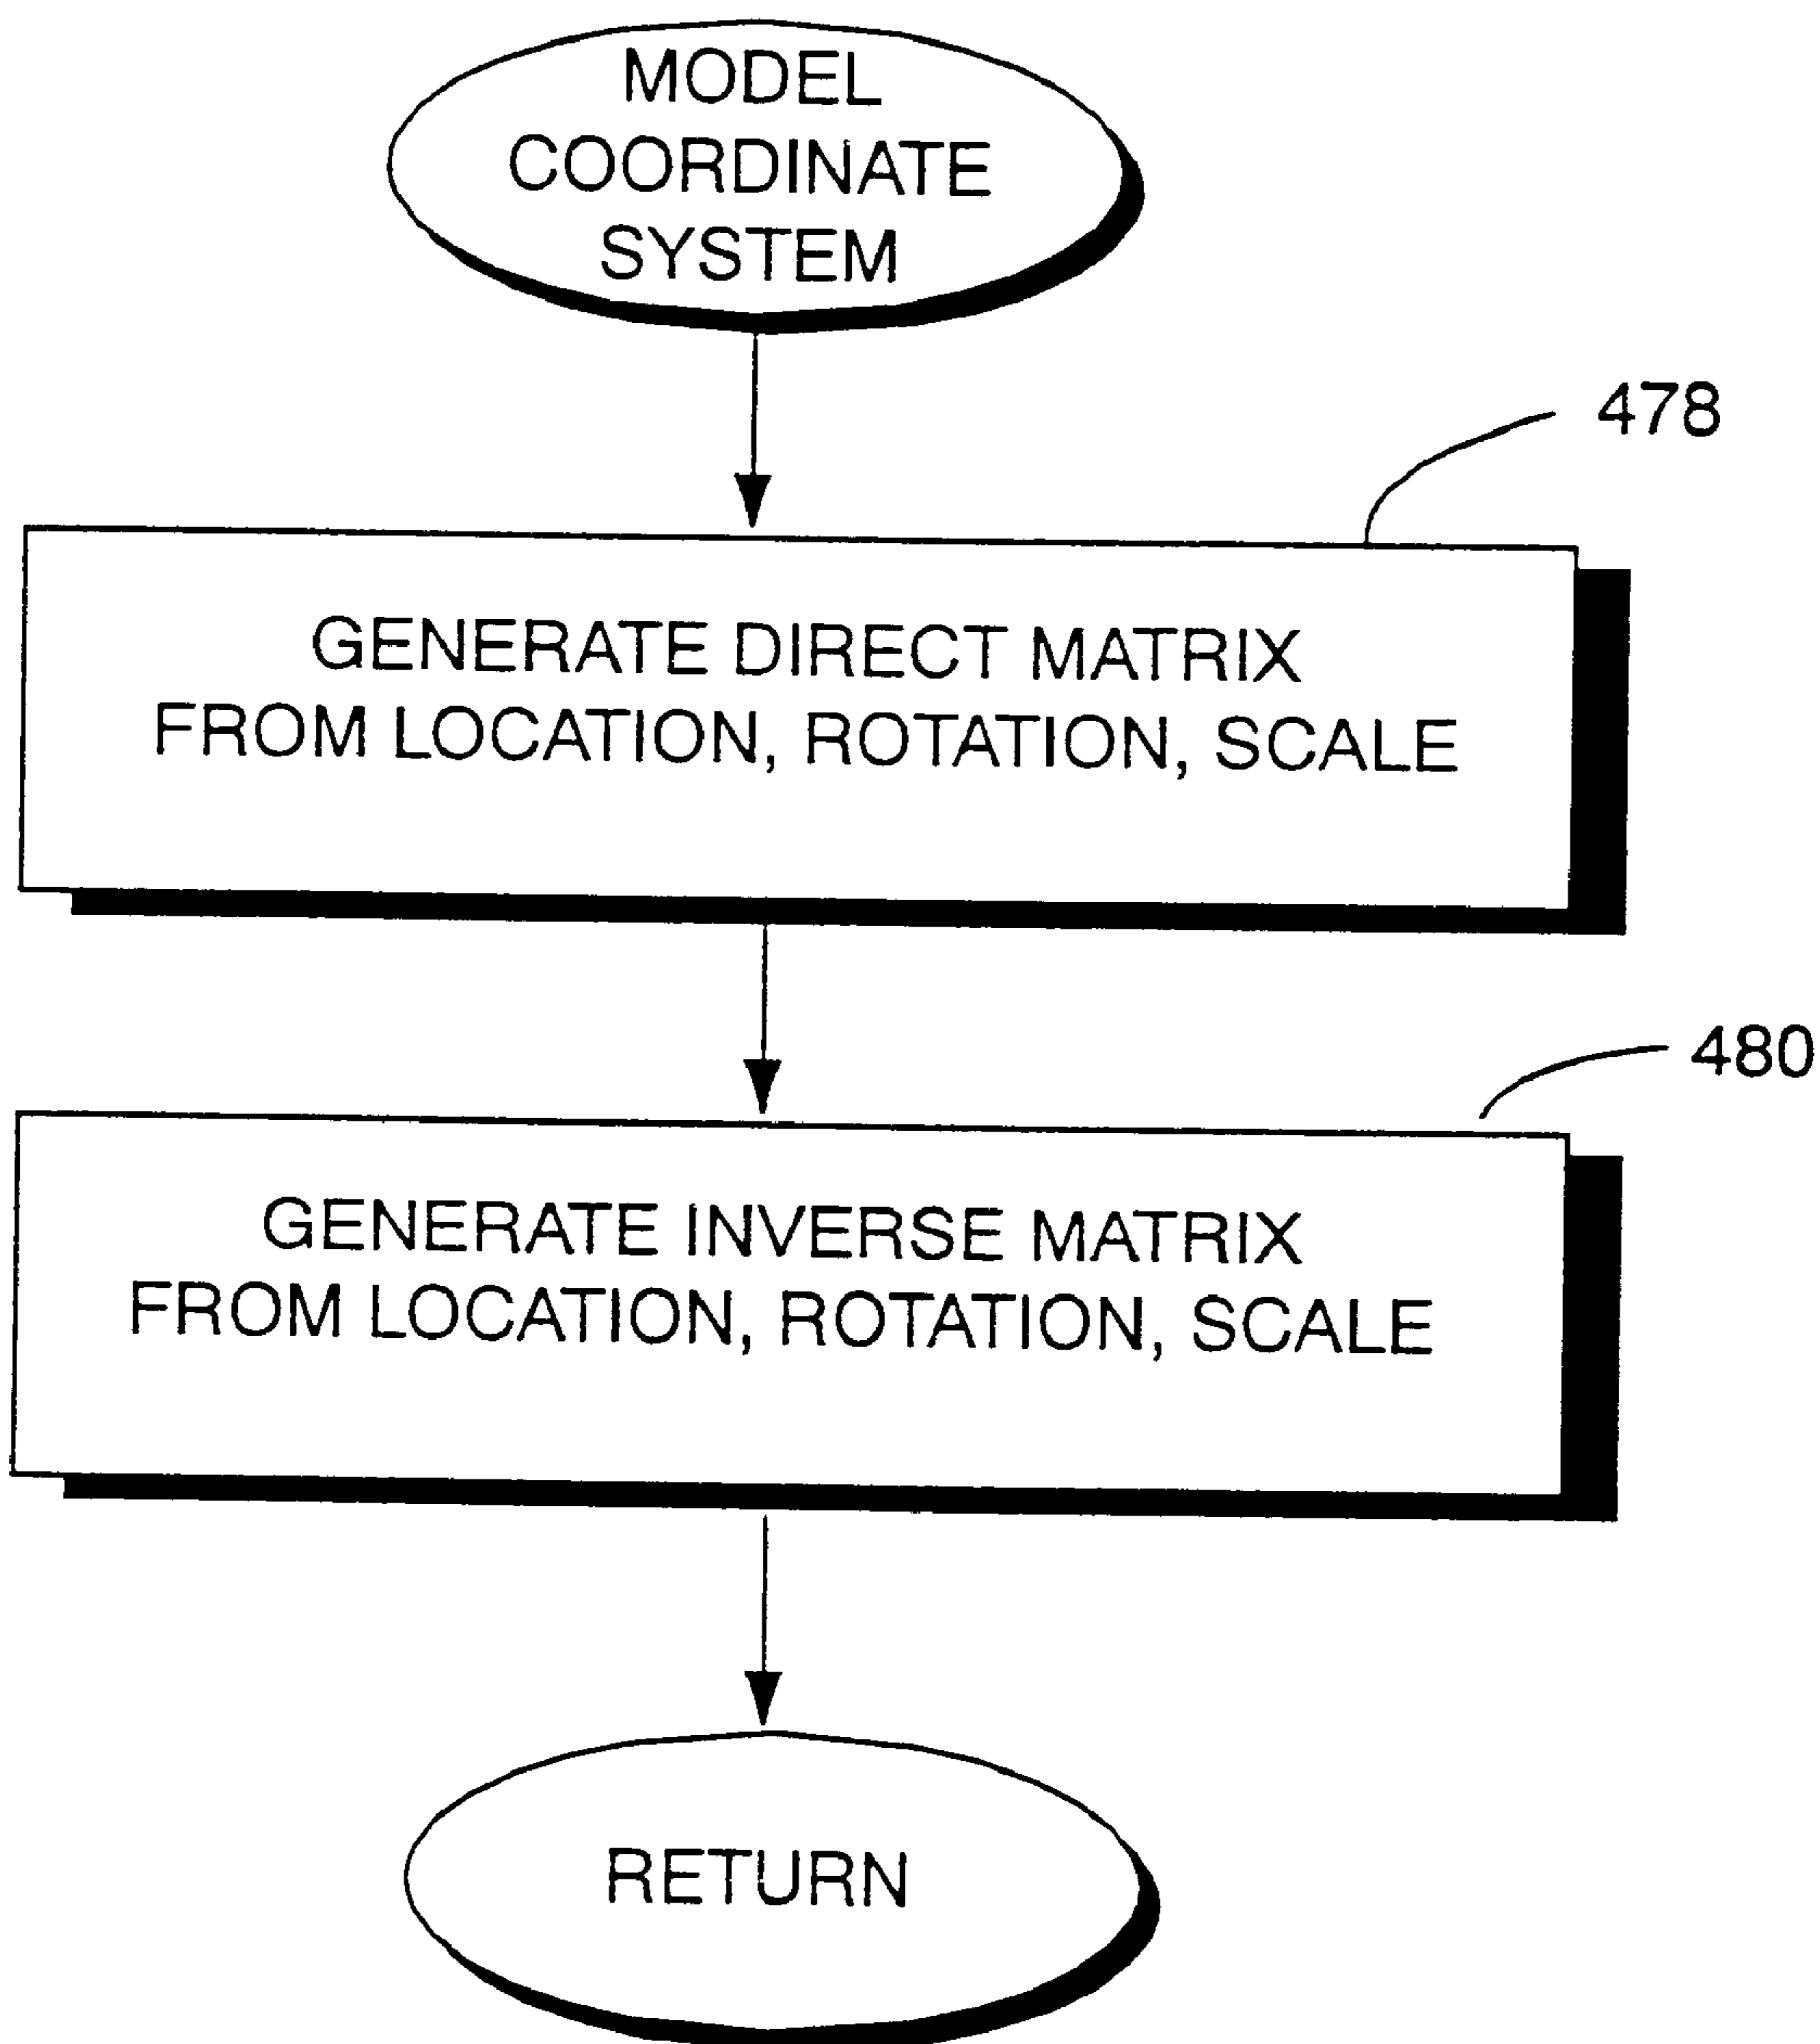 MODEL
COORDINATE
SYSTEM
478
GENERATE DIRECT MATRIX
FROM LOCATION, ROTATION, SCALE
480
GENERATE INVERSE MATRIX
FROM LOCATION, ROTATION, SCALE
RETURN